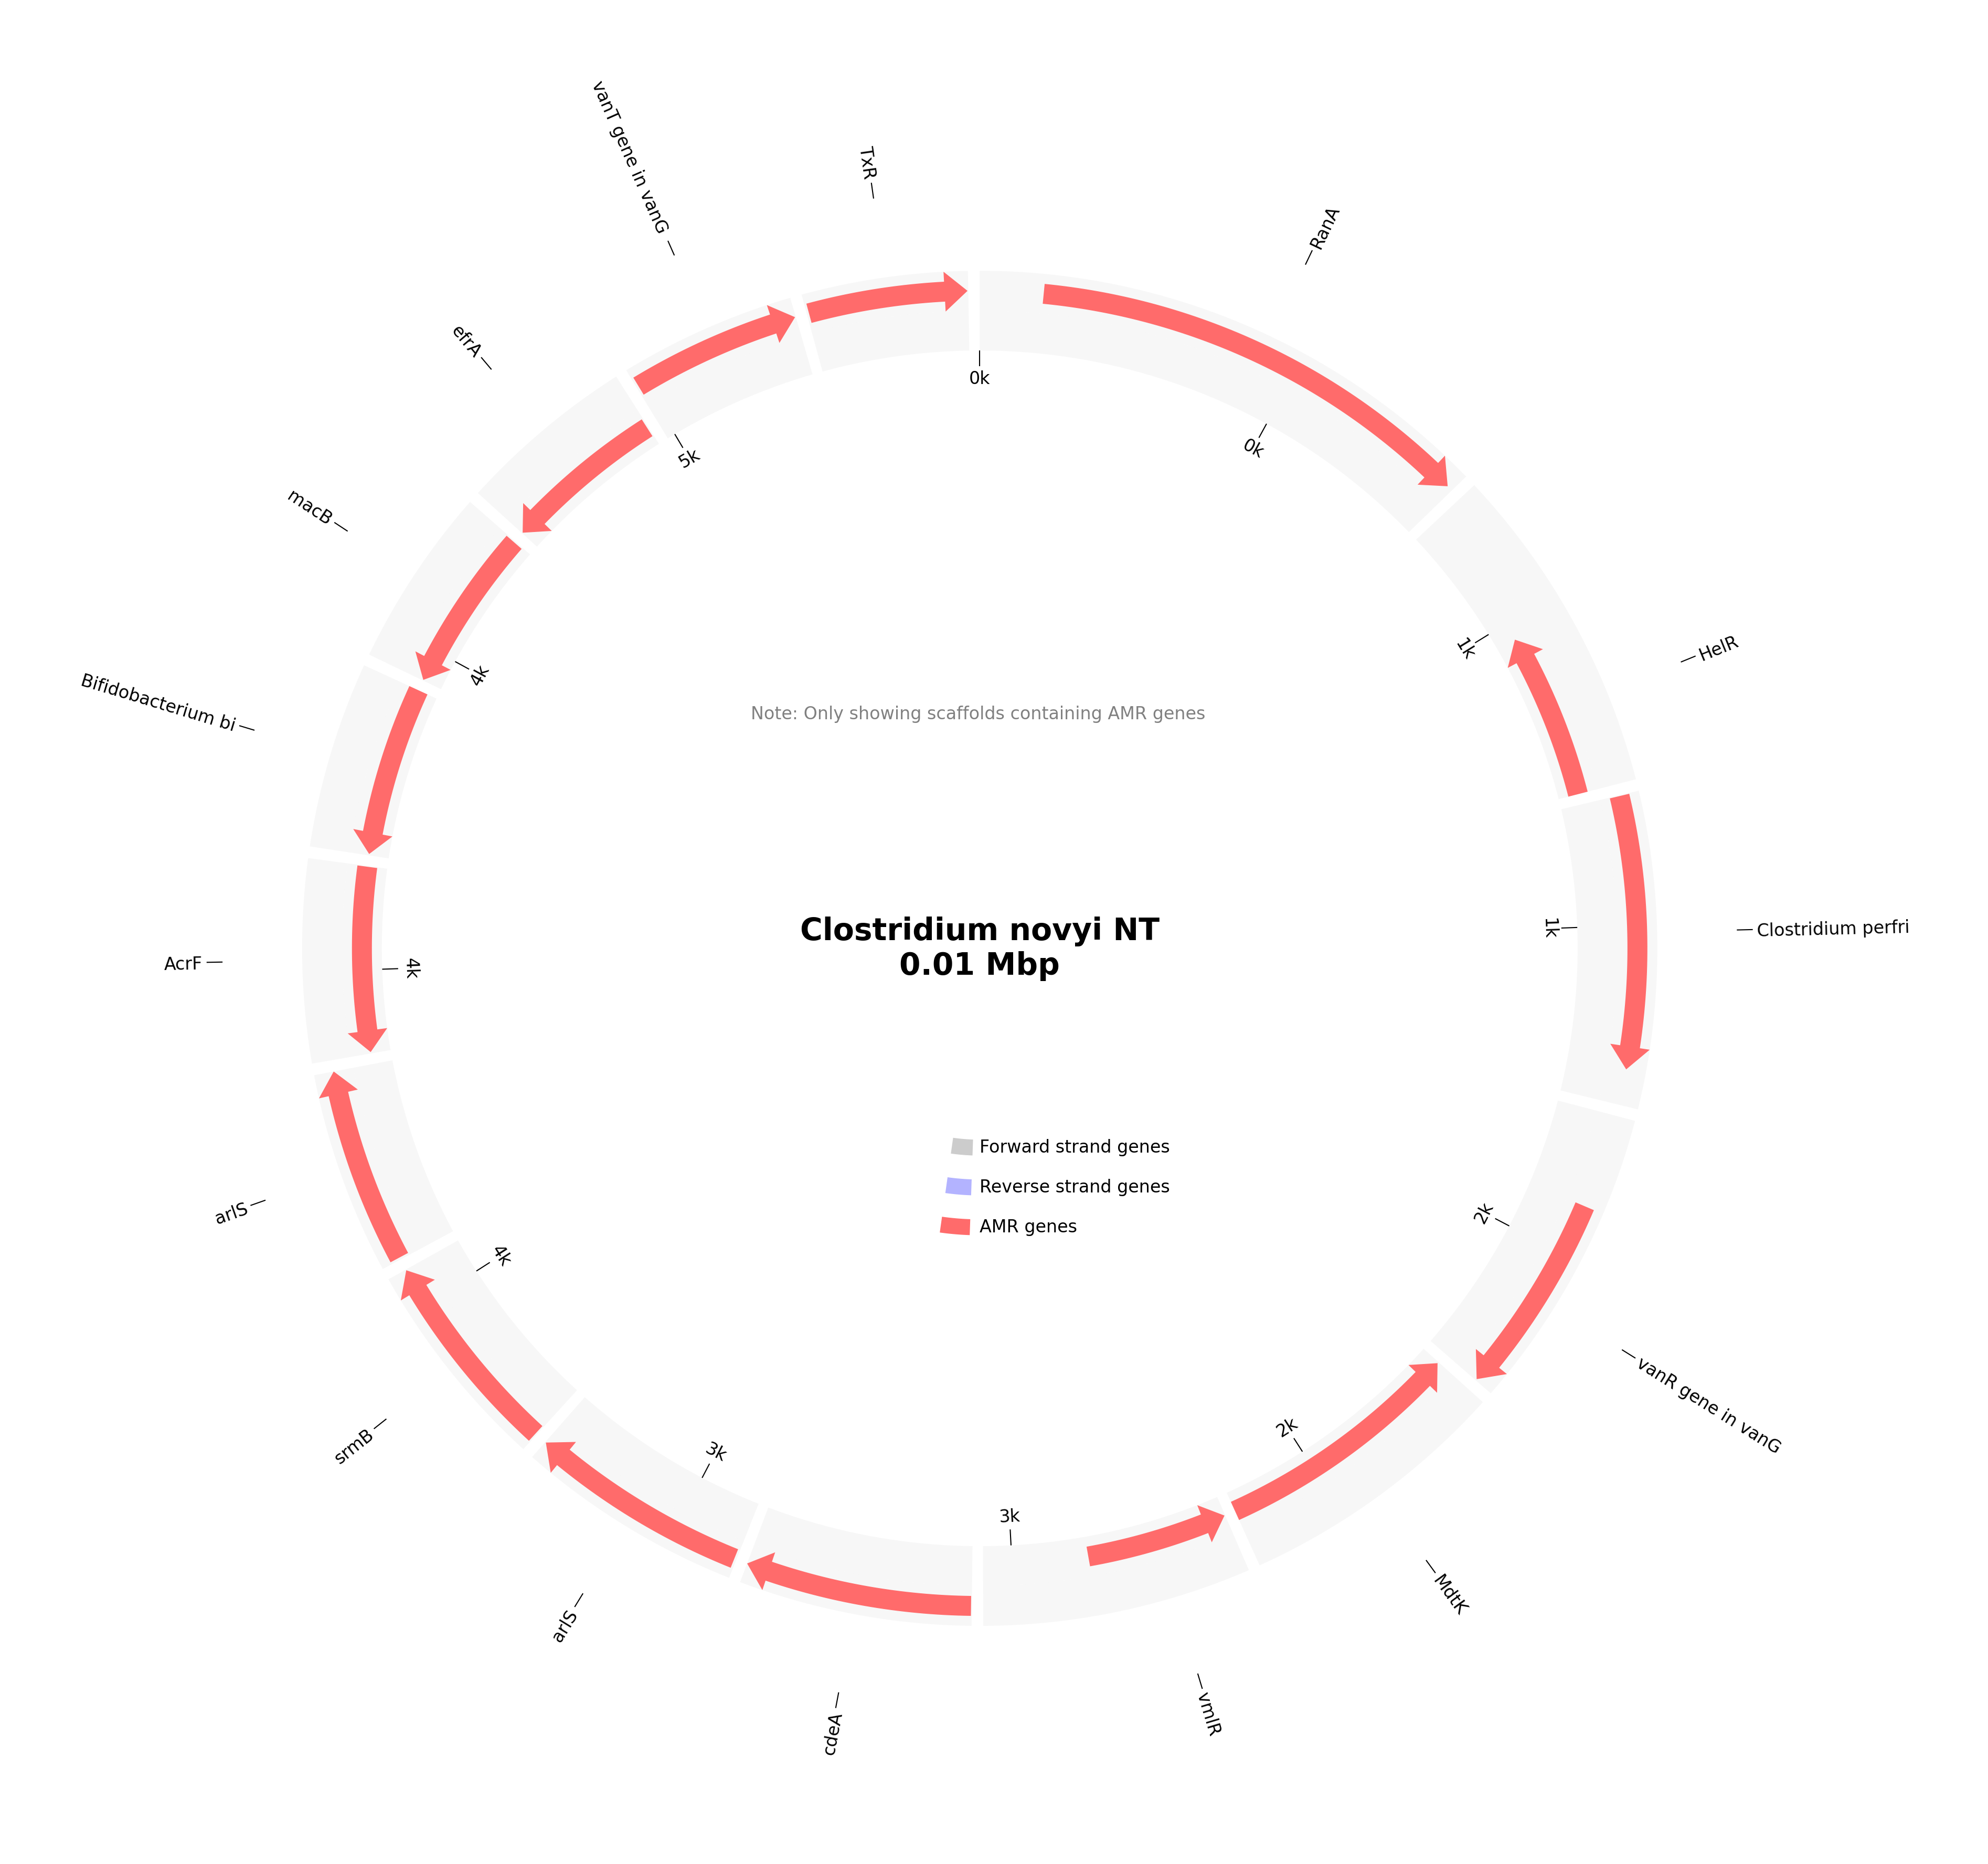 vanT gene in vanG
TxR
RanA
efrA
0k
0k
5k
macB
HelR
1k
4k
Bifidobacterium bi
Note: Only showing scaffolds containing AMR genes
Clostridium novyi NT
0.01 Mbp
1k
Clostridium perfri
AcrF
4k
Forward strand genes
Reverse strand genes
AMR genes
arlS
2k
4k
vanR gene in vanG
srmB
3k
2k
3k
MdtK
arlS
cdeA
vmlR